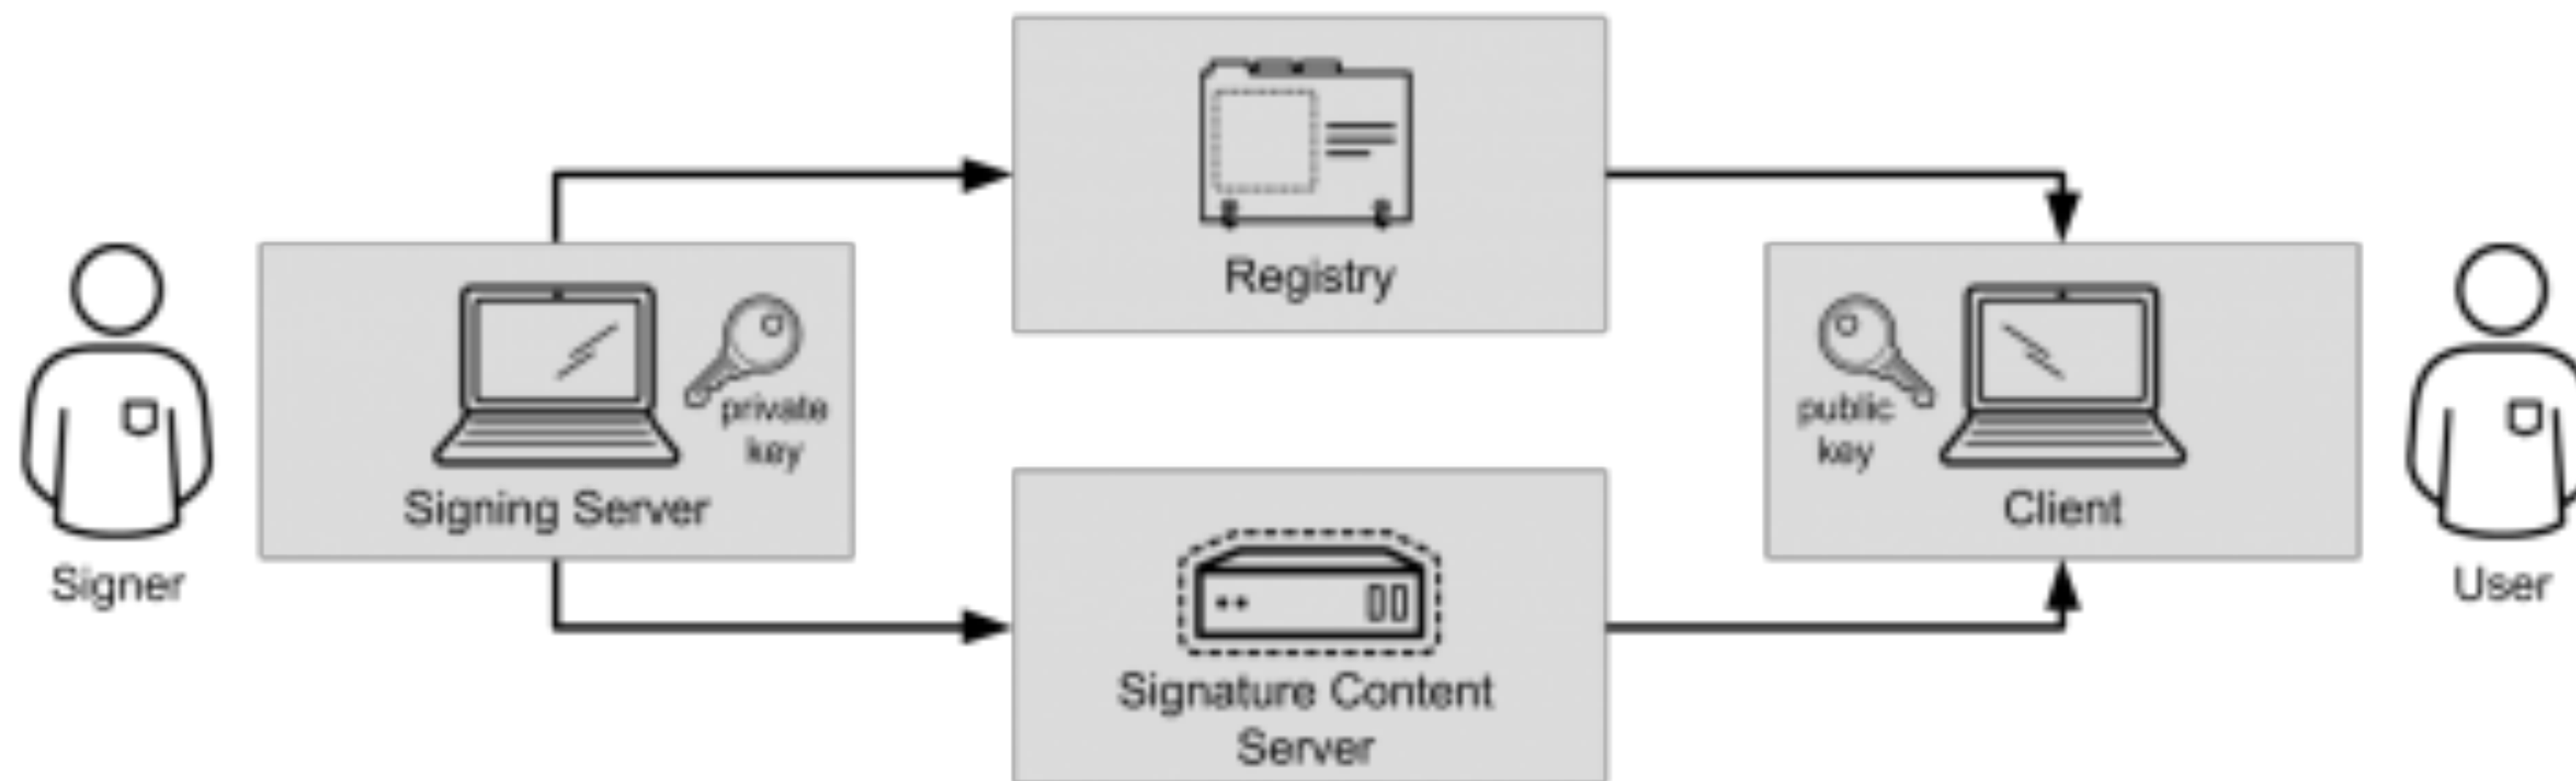 Registry
private
key
public
key
Signing Server
Client
Signer
User
Signature Content
Server